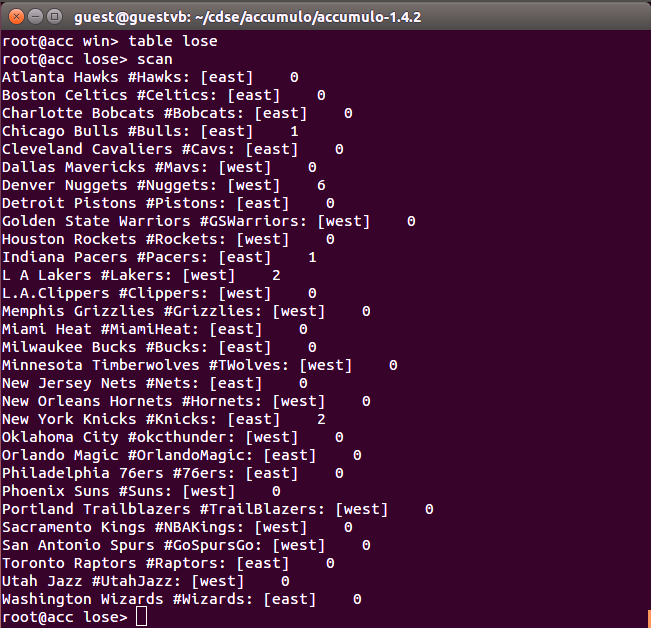 guest@guestvb: ~/cdse/accumulo/accumulo-1.4.2
root@acc win> table lose
root@acc lose> scan
Atlanta Hawks #Hawks: [east]    0
Boston Celtics #Celtics: [east]    0
Charlotte Bobcats #Bobcats: [east]    0
Chicago Bulls #Bulls: [east]    1
Cleveland Cavaliers #Cavs: [east]    0
Dallas Mavericks #Mavs: [west]    0
Denver Nuggets #Nuggets: [west]    6
Detroit Pistons #Pistons: [east]    0
Golden State Warriors #GSWarriors: [west]    0
Houston Rockets #Rockets: [west]    0
Indiana Pacers #Pacers: [east]    1
L A Lakers #Lakers: [west]    2
L.A.Clippers #Clippers: [west]    0
Memphis Grizzlies #Grizzlies: [west]    0
Miami Heat #MiamiHeat: [east]    0
Milwaukee Bucks #Bucks: [east]    0
Minnesota Timberwolves #TWolves: [west]    0
New Jersey Nets #Nets: [east]    0
New Orleans Hornets #Hornets: [west]    0
New York Knicks #Knicks: [east]    2
Oklahoma City #okcthunder: [west]    0
Orlando Magic #OrlandoMagic: [east]    0
Philadelphia 76ers #76ers: [east]    0
Phoenix Suns #Suns: [west]    0
Portland Trailblazers #TrailBlazers: [west]    0
Sacramento Kings #NBAKings: [west]    0
San Antonio Spurs #GoSpursGo: [west]    0
Toronto Raptors #Raptors: [east]    0
Utah Jazz #UtahJazz: [west]    0
Washington Wizards #Wizards: [east]    0
root@acc lose>